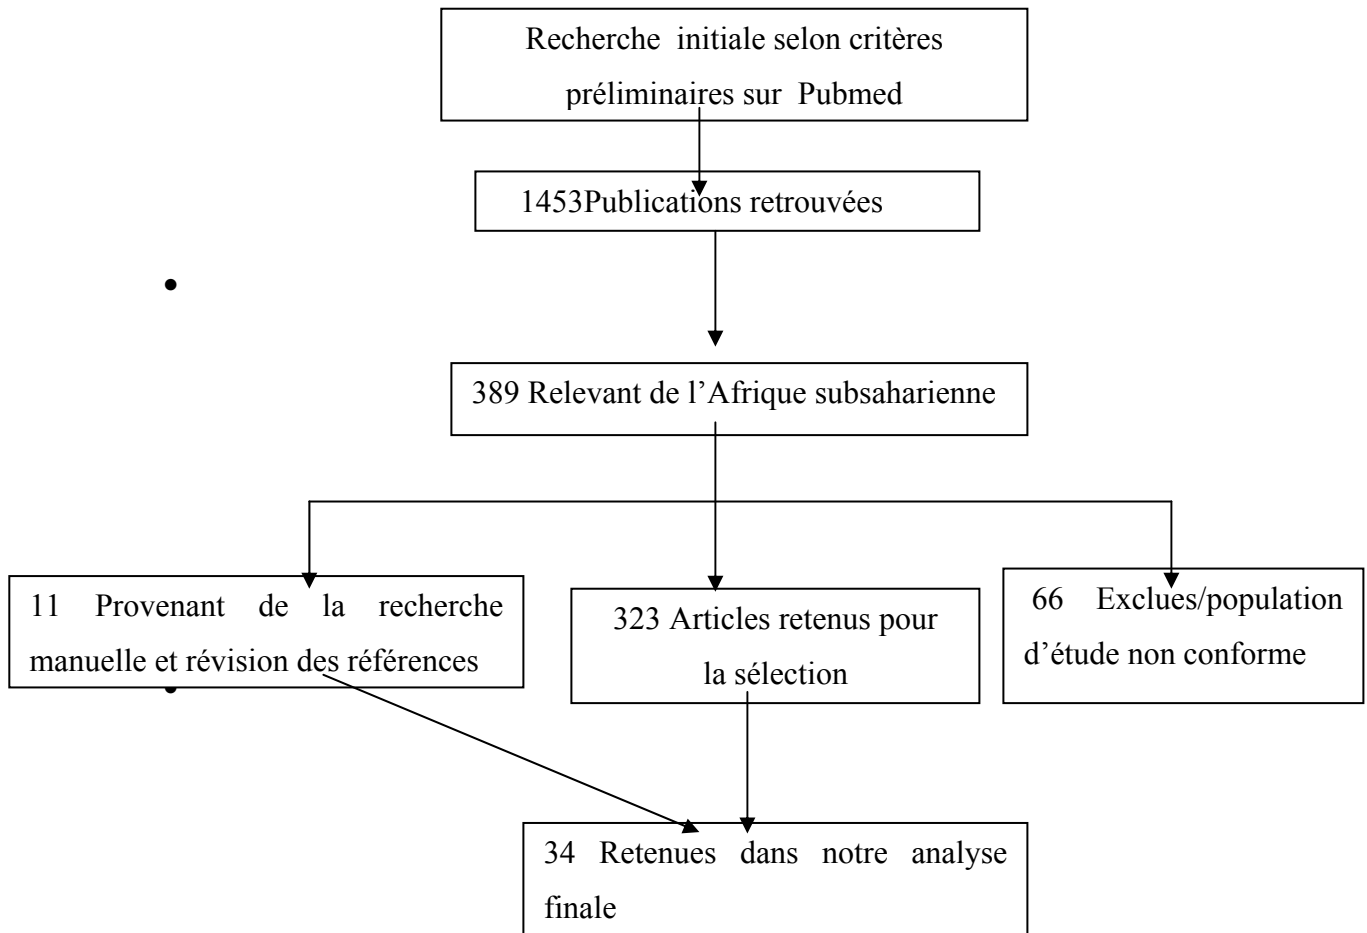 Recherche initiale selon critères
préliminaires sur Pubmed
1453Publications retrouvées
389 Relevant de l’Afrique subsaharienne
11 Provenant de la recherche
manuelle et révision des références
323 Articles retenus pour
la sélection
66 Exclues/population
d’étude non conforme
34 Retenues dans notre analyse
finale